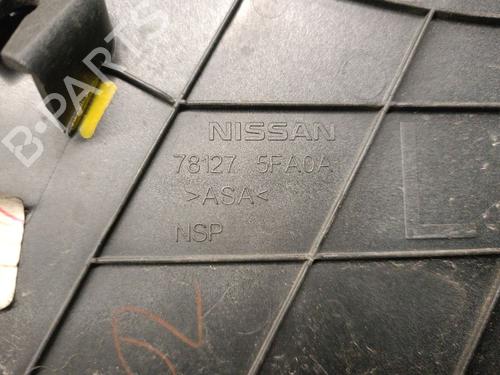 B-PARTS
NISSAN
78127 5FA0A
>ASA<
NSP